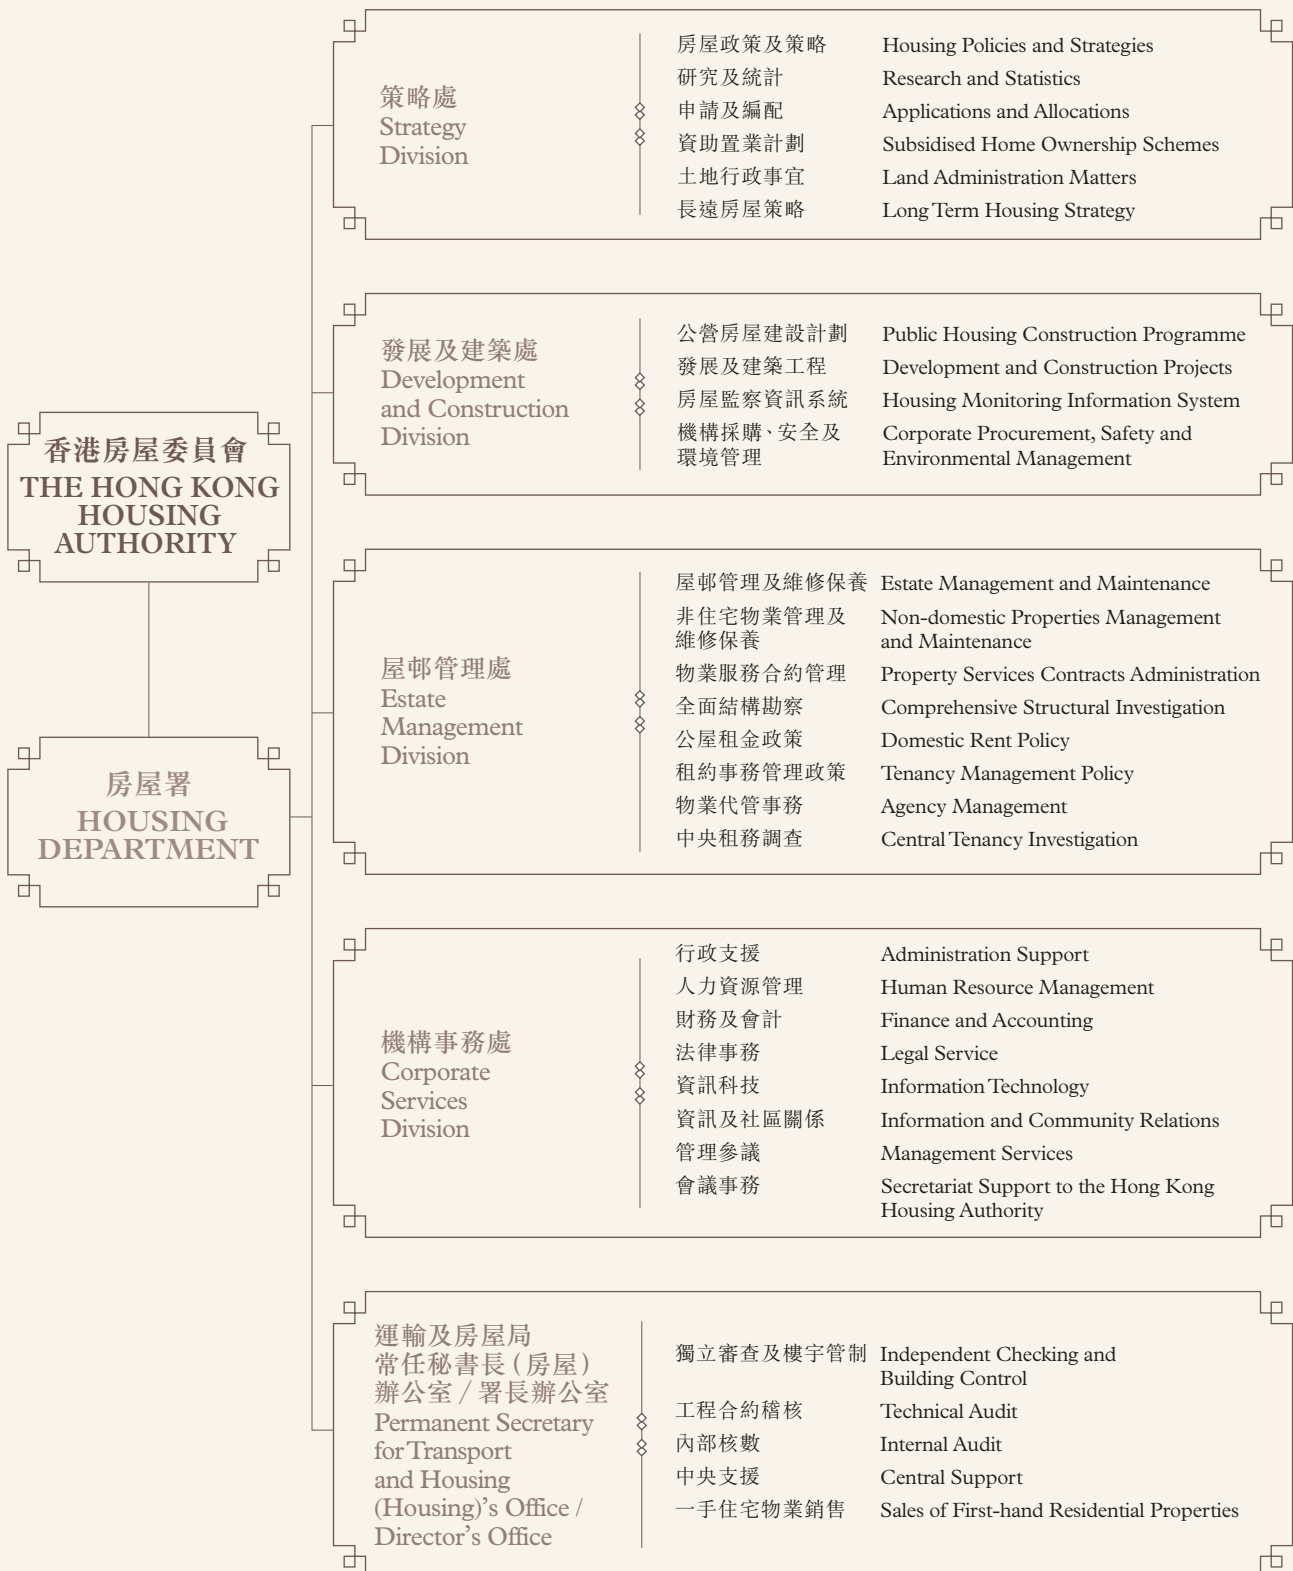 香港房屋委員會
THE HONG KONG
HOUSING
AUTHORITY
房屋署
HOUSING
DEPARTMENT
策略處
Strategy
Division
房屋政策及策略 Housing Policies and Strategies
研究及統計 Research and Statistics
申請及編配 Applications and Allocations
資助置業計劃 Subsidised Home Ownership Schemes
土地行政事宜 Land Administration Matters
長遠房屋策略 Long Term Housing Strategy
發展及建築處
Development
and Construction
Division
公營房屋建設計劃 Public Housing Construction Programme
發展及建築工程 Development and Construction Projects
房屋監察資訊系統 Housing Monitoring Information System
機構採購、安全及 Corporate Procurement, Safety and
環境管理 Environmental Management
屋邨管理處
Estate
Management
Division
屋邨管理及維修保養 Estate Management and Maintenance
非住宅物業管理及 Non-domestic Properties Management
維修保養 and Maintenance
物業服務合約管理 Property Services Contracts Administration
全面結構勘察 Comprehensive Structural Investigation
公屋租金政策 Domestic Rent Policy
租約事務管理政策 Tenancy Management Policy
物業代管事務 Agency Management
中央租務調查 Central Tenancy Investigation
機構事務處
Corporate
Services
Division
行政支援 Administration Support
人力資源管理 Human Resource Management
財務及會計 Finance and Accounting
法律事務 Legal Service
資訊科技 Information Technology
資訊及社區關係 Information and Community Relations
管理參議 Management Services
會議事務 Secretariat Support to the Hong Kong
Housing Authority
運輸及房屋局
常任秘書長(房屋)
辦公室/署長辦公室
Permanent Secretary
for Transport
and Housing
(Housing)'s Office /
Director's Office
獨立審查及樓宇管制 Independent Checking and
Building Control
工程合約稽核 Technical Audit
內部核數 Internal Audit
中央支援 Central Support
一手住宅物業銷售 Sales of First-hand Residential Properties